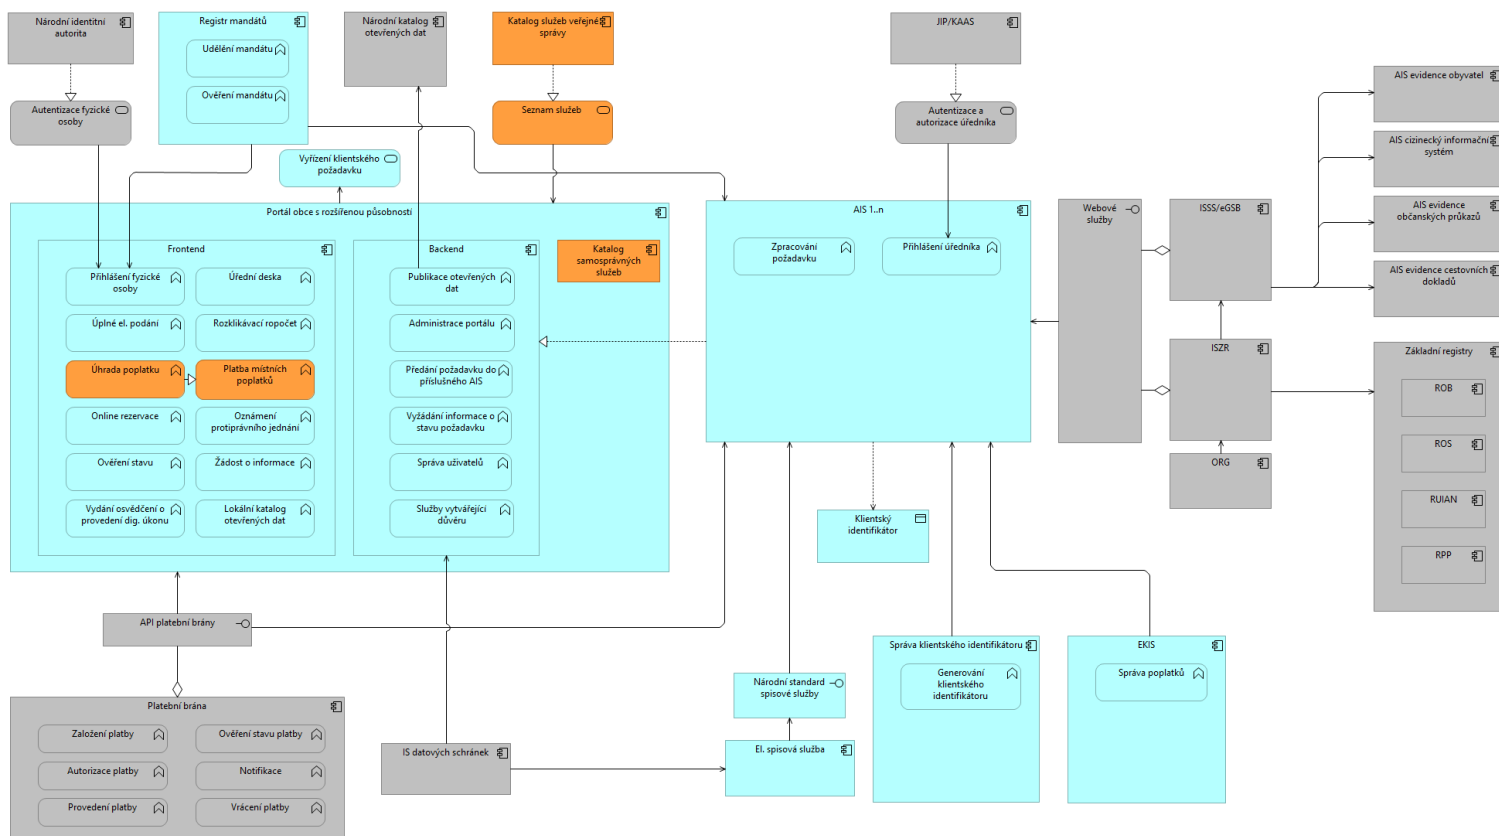 Národní identitní
autorita
Registr mandátů
Udělění mandátu
Ověření mandátu
Národní katalog
otevřených dat
Katalog služeb veřejné
správy
JIP/KAAS
Autentizace fyzické
osoby
Seznam služeb
Autentizace a
autorizace úředníka
Vyřízení klientského
požadavku
AIS evidence obyvatel
AIS cizinecký informační
systém
AIS evidence
občanských průkazů
AIS evidence cestovních
dokladů
Portál obce s rozšířenou působností
Frontend
Přihlášení fyzické
osoby
Úřední deska
Úplné el. podání
Rozklikávací ropočet
Úhrada poplatku
Platba místních
poplatků
Online rezervace
Oznámení
protiprávního jednání
Ověření stavu
Žádost o informace
Vydání osvědčení o
provedení dig. úkonu
Lokální katalog
otevřených dat
Backend
Publikace otevřených
dat
Administrace portálu
Předání požadavku do
příslušného AIS
Vyžádání informace o
stavu požadavku
Správa uživatelů
Služby vytvářející
důvěru
Katalog
samosprávných
služeb
AIS 1..n
Zpracování
požadavku
Přihlášení úředníka
Webové
služby
ISSS/eGSB
ISZR
ORG
Základní registry
ROB
ROS
RUIAN
RPP
Klientský
identifikátor
API platební brány
Platební brána
Založení platby
Ověření stavu platby
Autorizace platby
Notifikace
Provedení platby
Vrácení platby
IS datových schránek
Národní standard
spisové služby
El. spisová služba
Správa klientského identifikátoru
Generování
klientského
identifikátoru
EKIS
Správa poplatků